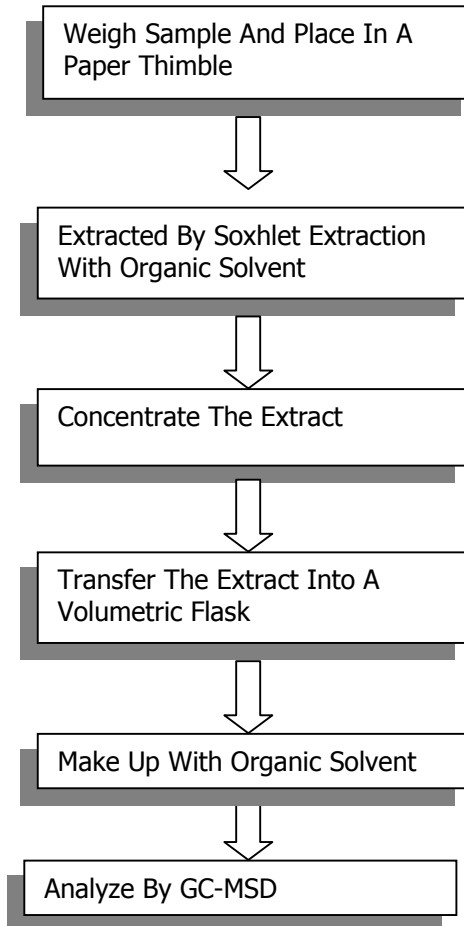 Weigh Sample And Place In A
Paper Thimble
Extracted By Soxhlet Extraction
With Organic Solvent
Concentrate The Extract
Transfer The Extract Into A
Volumetric Flask
Make Up With Organic Solvent
Analyze By GC-MSD